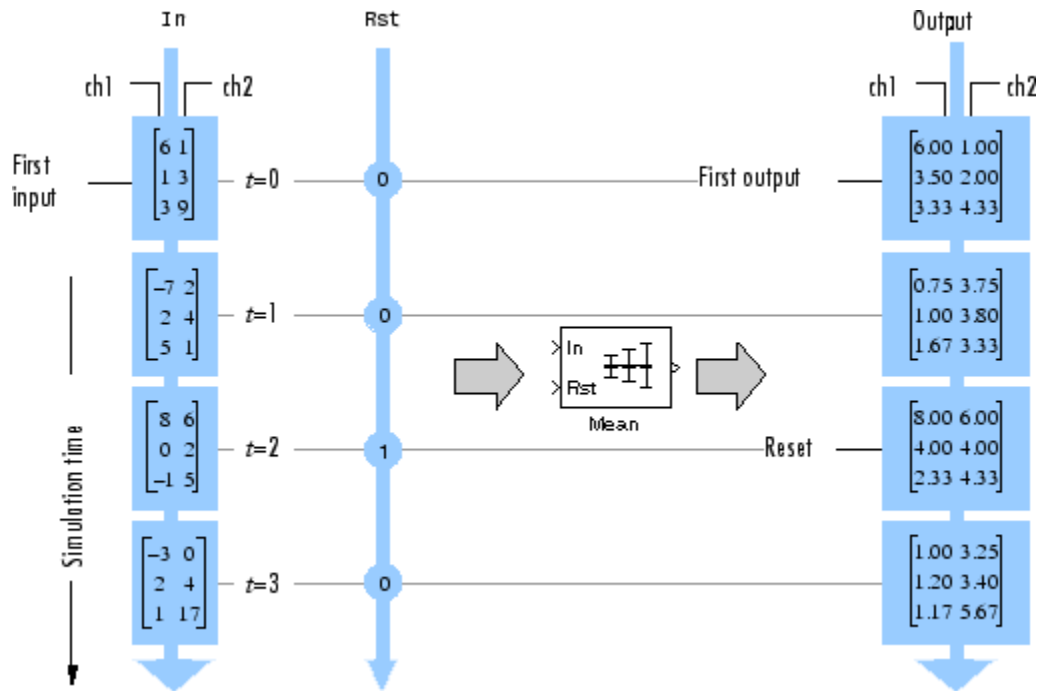 In Rst Output
ch1 ch2 ch1 ch2
First input
6 1
1 3
3 9
t=0
0
First output
6.00 1.00
3.50 2.00
3.33 4.33
-7 2
2 4
5 1
t=1
0
0.75 3.75
1.00 3.80
1.67 3.33
In
Rst
Mean
8 6
0 2
-1 5
t=2
1
Reset
8.00 6.00
4.00 4.00
2.33 4.33
-3 0
2 4
1 17
t=3
0
1.00 3.25
1.20 3.40
1.17 5.67
Simulation time